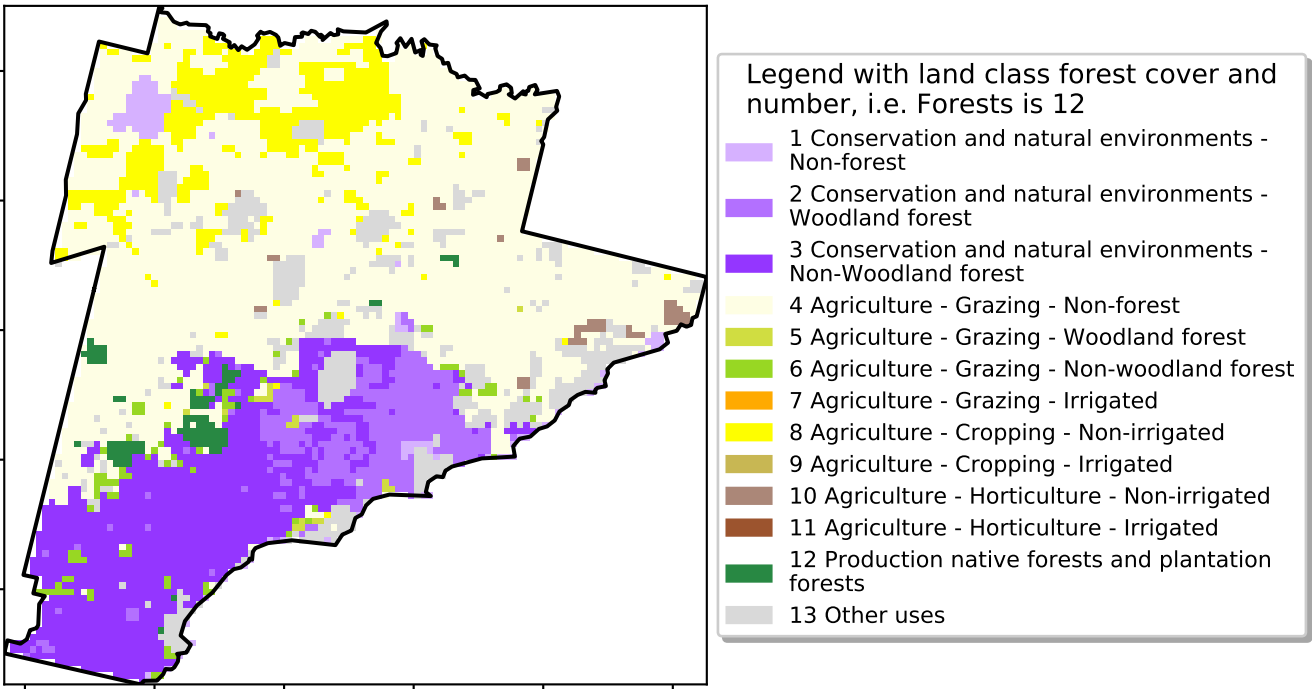 Legend with land class forest cover and
number, i.e. Forests is 12
1 Conservation and natural environments -
Non-forest
2 Conservation and natural environments -
Woodland forest
3 Conservation and natural environments -
Non-Woodland forest
4 Agriculture - Grazing - Non-forest
5 Agriculture - Grazing - Woodland forest
6 Agriculture - Grazing - Non-woodland forest
7 Agriculture - Grazing - Irrigated
8 Agriculture - Cropping - Non-irrigated
9 Agriculture - Cropping - Irrigated
10 Agriculture - Horticulture - Non-irrigated
11 Agriculture - Horticulture - Irrigated
12 Production native forests and plantation
forests
13 Other uses